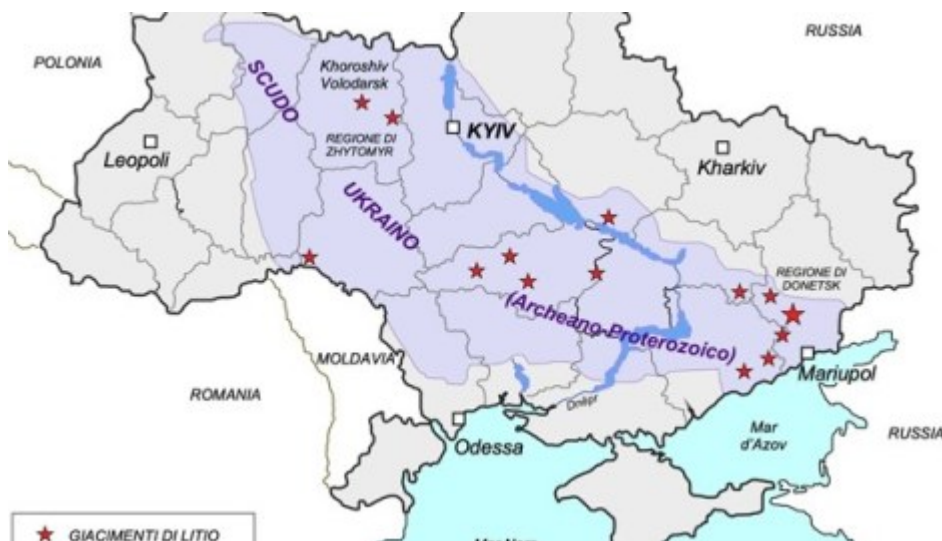 RUSSIA
POLONIA
SCUDO
Khoroshiv
Volodarsk
KYIV
REGIONE DI
ZHYTOMYR
Leopoli
Kharkiv
UKRAINO
REGIONE DI
DONETSK
(Archeano-Proterozoico)
MOLDAVIA
Mariupol
ROMANIA
Dnepr
Mar
d'Azov
RUSSIA
Odessa
GIACIMENTI DI LITIO